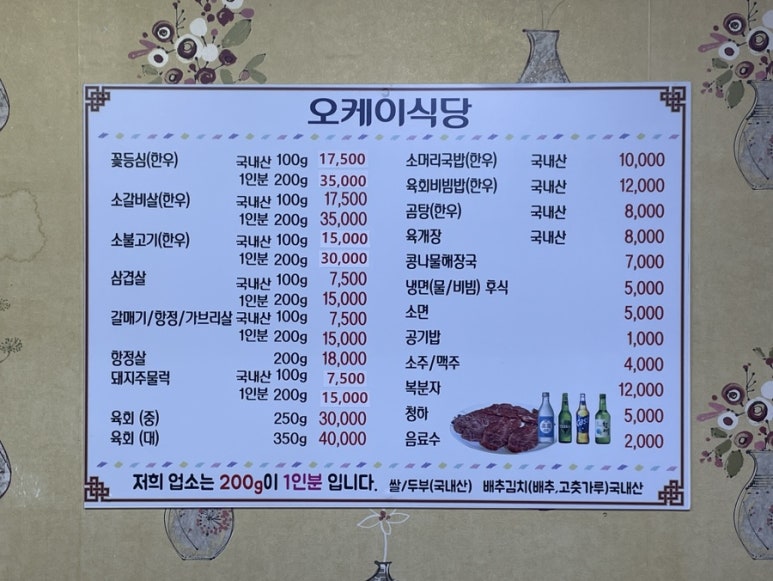 오케이식당
꽃등심(한우) 국내산 100g 17,500
1인분 200g 35,000
소갈비살(한우) 국내산 100g 17,500
1인분 200g 35,000
소불고기(한우) 국내산 100g 15,000
1인분 200g 30,000
삼겹살 국내산 100g 7,500
1인분 200g 15,000
갈매기/항정/가브리살 국내산 100g 7,500
1인분 200g 15,000
항정살 200g 18,000
돼지주물럭 국내산 100g 7,500
1인분 200g 15,000
육회 (중) 250g 30,000
육회 (대) 350g 40,000
소머리국밥(한우) 국내산 10,000
육회비빔밥(한우) 국내산 12,000
곰탕(한우) 국내산 8,000
육개장 국내산 8,000
콩나물해장국 7,000
냉면(물/비빔) 후식 5,000
소면 5,000
공기밥 1,000
소주/맥주 4,000
복분자 12,000
청하 5,000
음료수 2,000
저희 업소는 200g이 1인분 입니다. 쌀/두부(국내산) 배추김치(배추,고춧가루)국내산